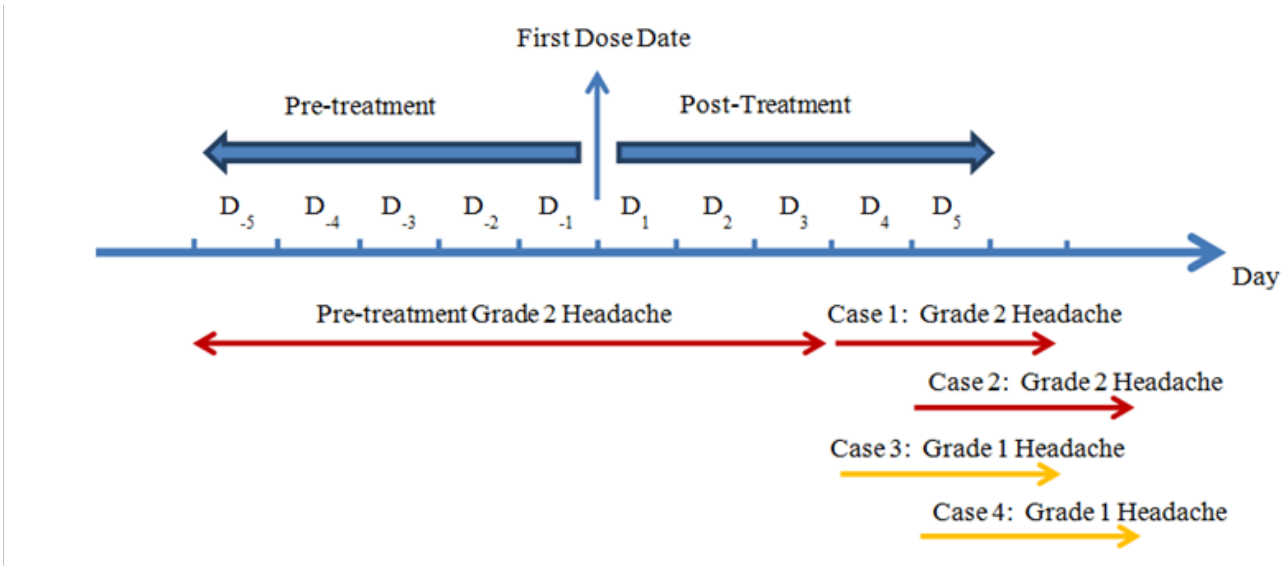 First Dose Date
Pre-treatment Post-Treatment
D-5 D-4 D-3 D-2 D-1 D1 D2 D3 D4 D5
Day
Pre-treatment Grade 2 Headache Case 1: Grade 2 Headache
Case 2: Grade 2 Headache
Case 3: Grade 1 Headache
Case 4: Grade 1 Headache